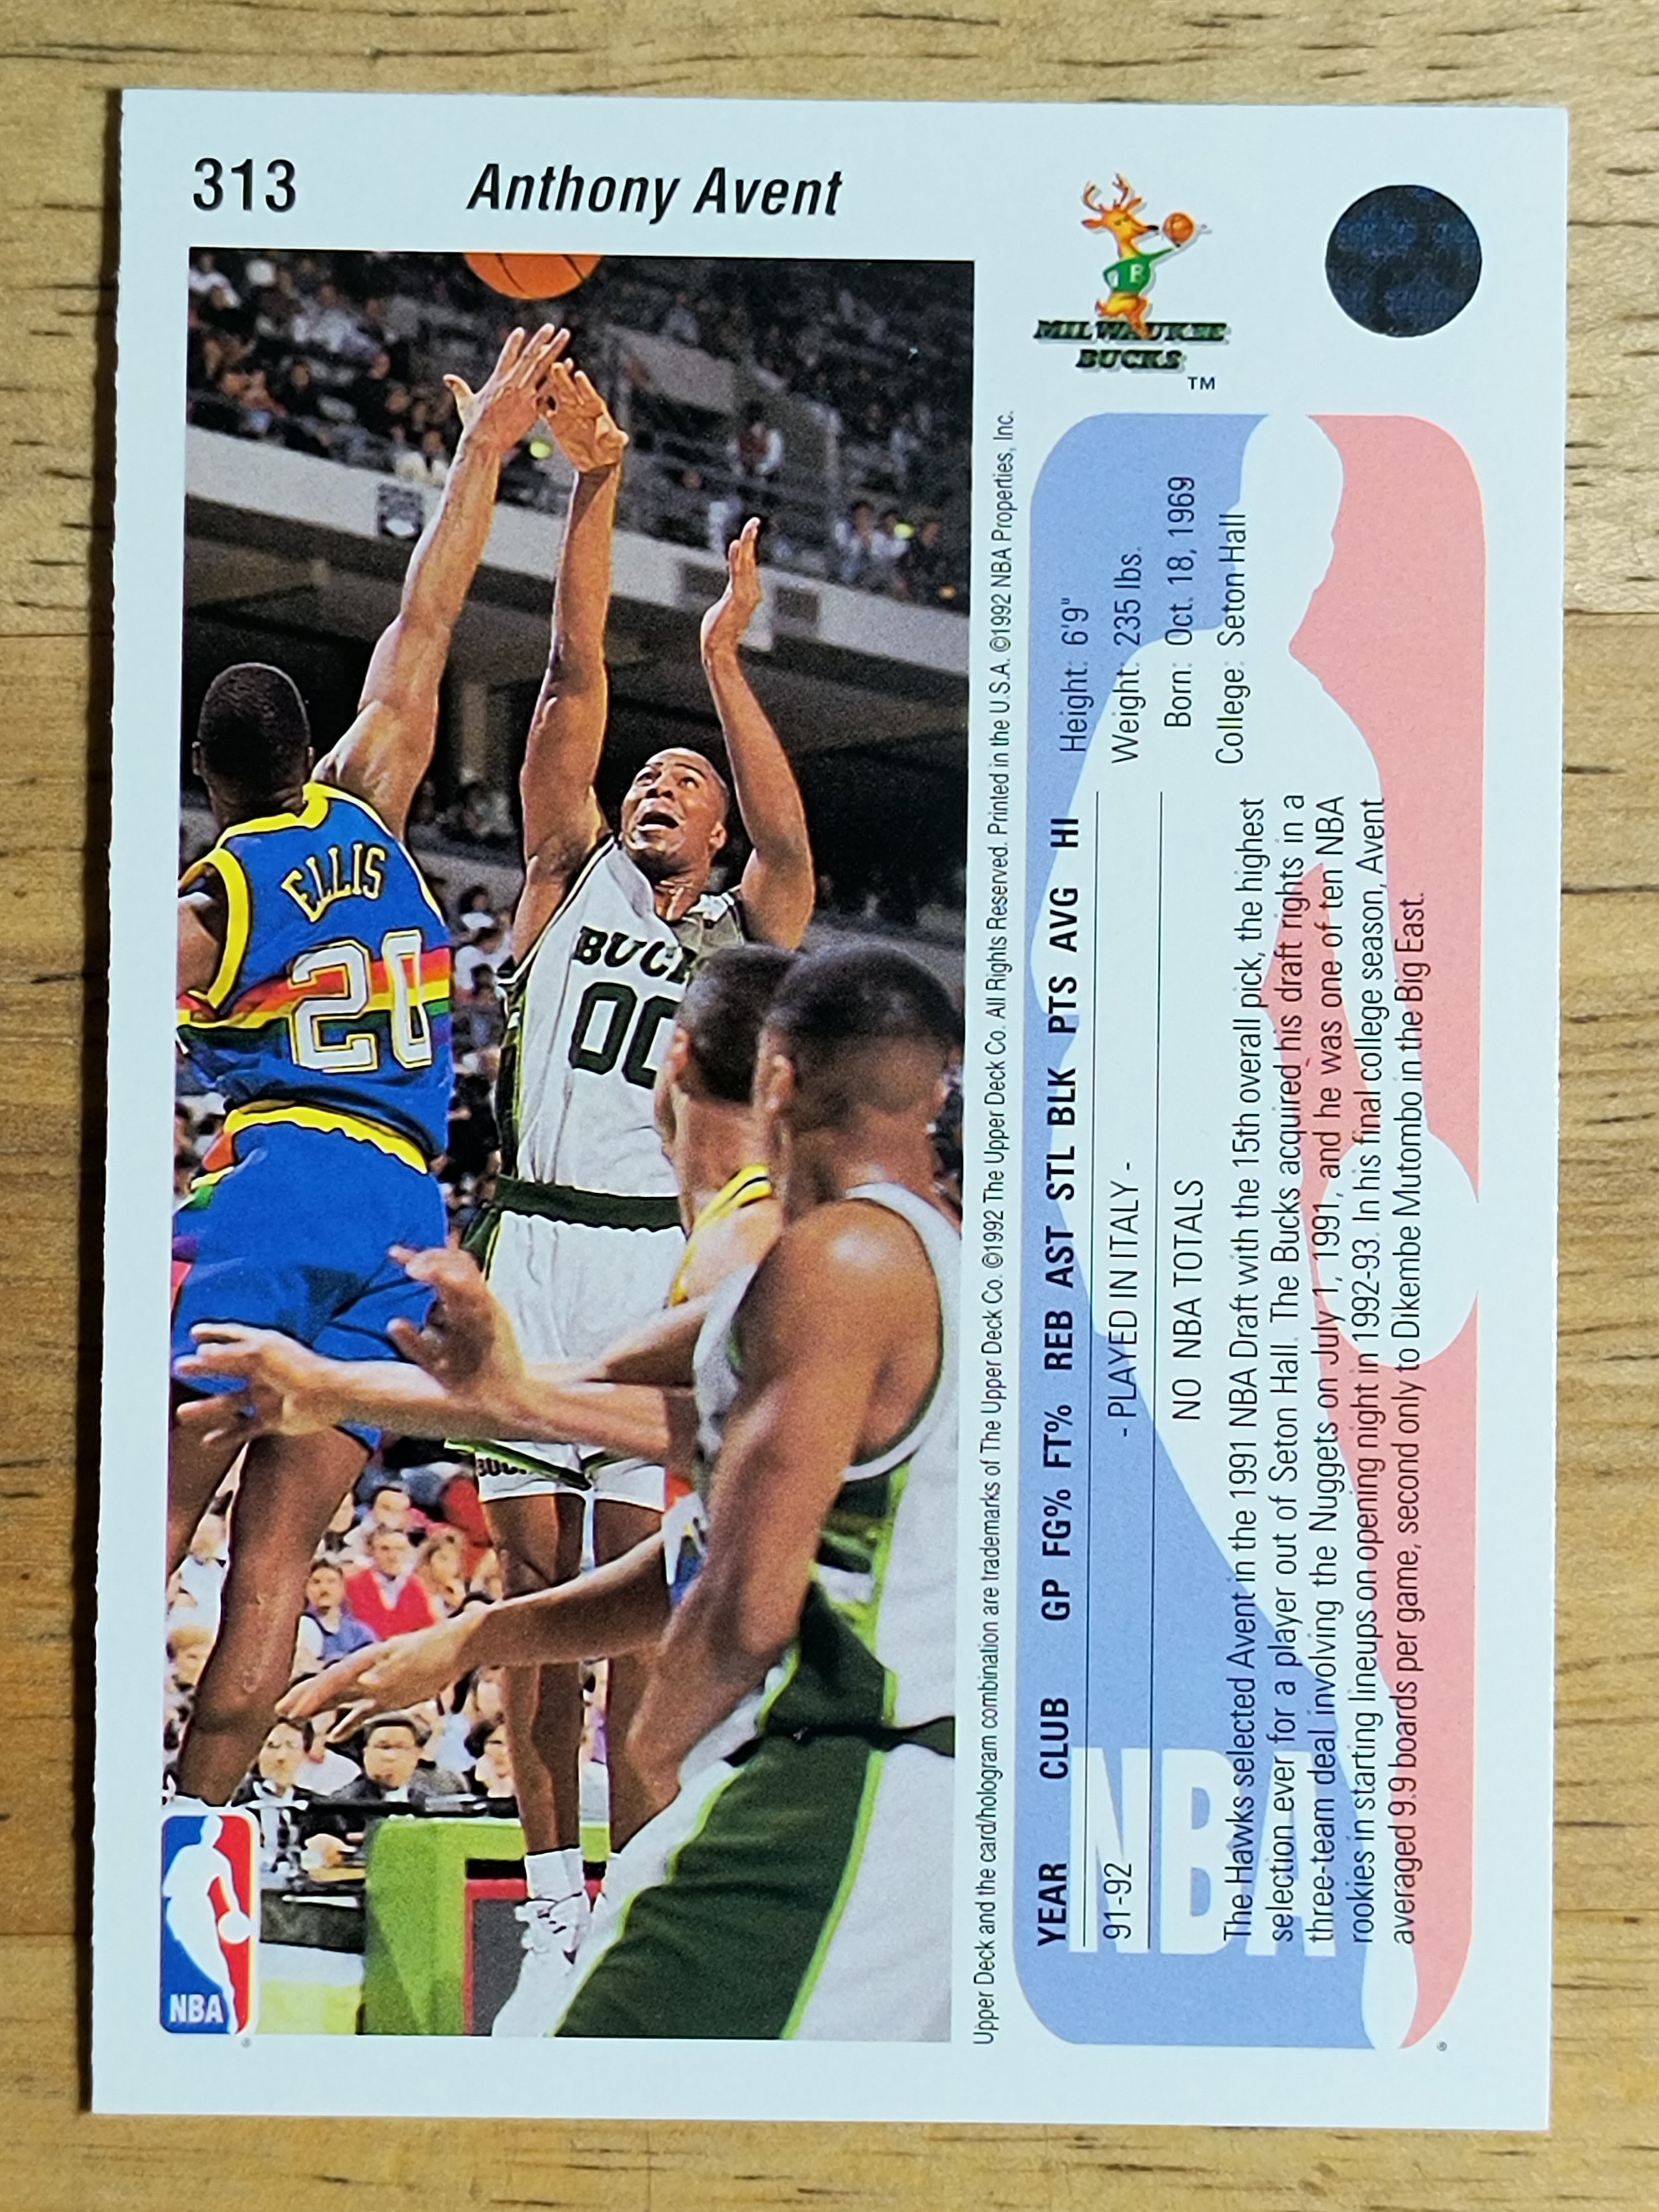 313
Anthony Avent
MILWAUKEE
BUCKS
TM
ELLIS
20
BUCK
00
BUC
NBA
Upper Deck and the card/hologram combination are trademarks of The Upper Deck Co. ©1992 The Upper Deck Co. All Rights Reserved. Printed in the U.S.A. ©1992 NBA Properties, Inc.
Height: 6'9"
Weight: 235 lbs.
Born: Oct. 18, 1969
College: Seton Hall
YEAR CLUB GP FG% FT% REB AST STL BLK PTS AVG HI
91-92 - PLAYED IN ITALY -
NO NBA TOTALS
The Hawks selected Avent in the 1991 NBA Draft with the 15th overall pick, the highest
selection ever for a player out of Seton Hall. The Bucks acquired his draft rights in a
three-team deal involving the Nuggets on July 1, 1991, and he was one of ten NBA
rookies in starting lineups on opening night in 1992-93. In his final college season, Avent
averaged 9.9 boards per game, second only to Dikembe Mutombo in the Big East.
NBA